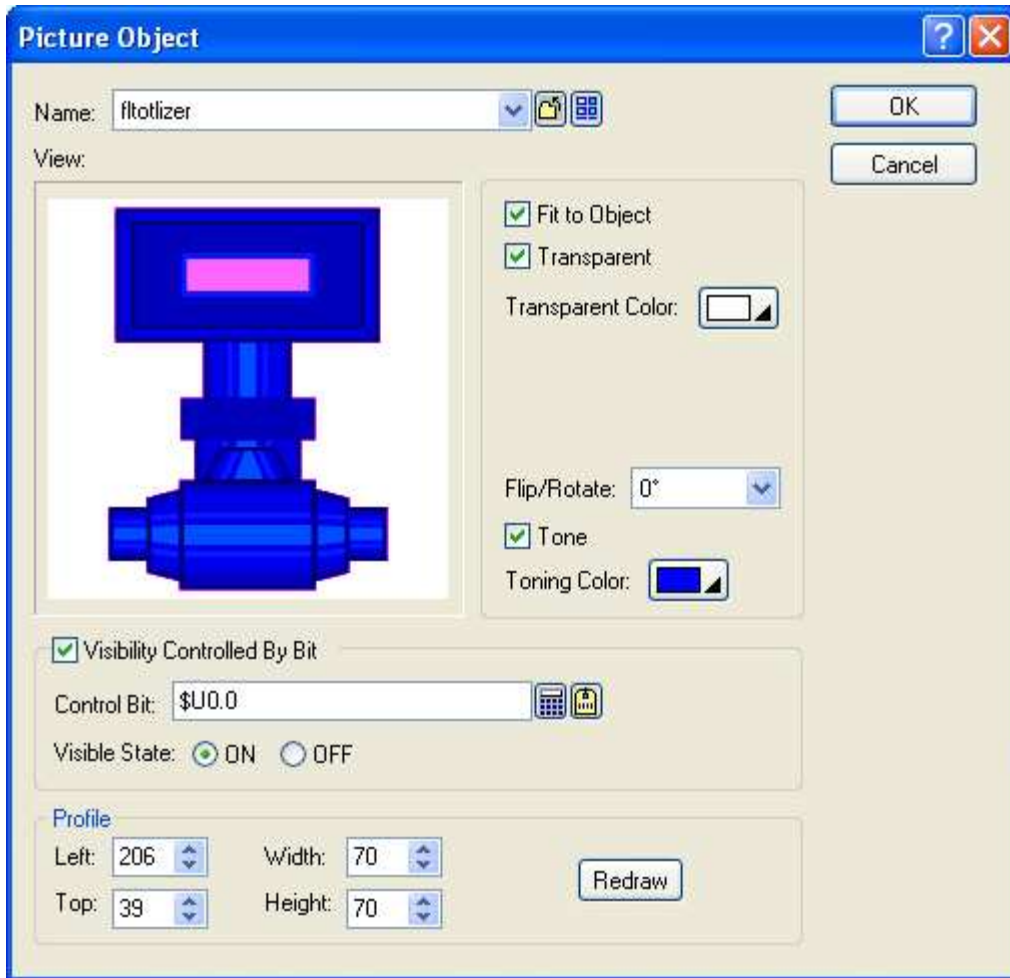 Picture Object
Name: fltotlizer
OK
View:
Cancel
Fit to Object
Transparent
Transparent Color:
Flip/Rotate: 0°
Tone
Toning Color:
Visibility Controlled By Bit
Control Bit: $U0.0
Visible State: ON OFF
Profile
Left: 206 Width: 70
Redraw
Top: 39 Height: 70